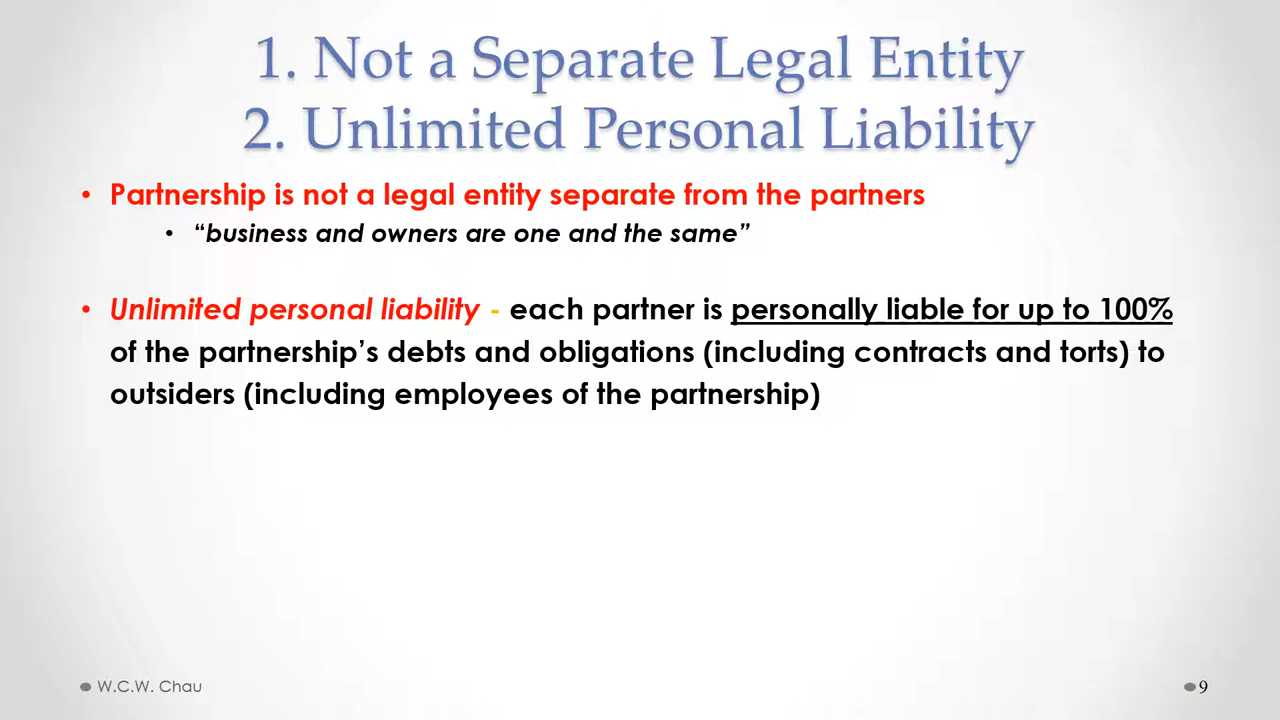 1. Not a Separate Legal Entity
2. Unlimited Personal Liability
• Partnership is not a legal entity separate from the partners
• “business and owners are one and the same”
• Unlimited personal liability - each partner is personally liable for up to 100%
of the partnership’s debts and obligations (including contracts and torts) to
outsiders (including employees of the partnership)
W.C.W. Chau
9